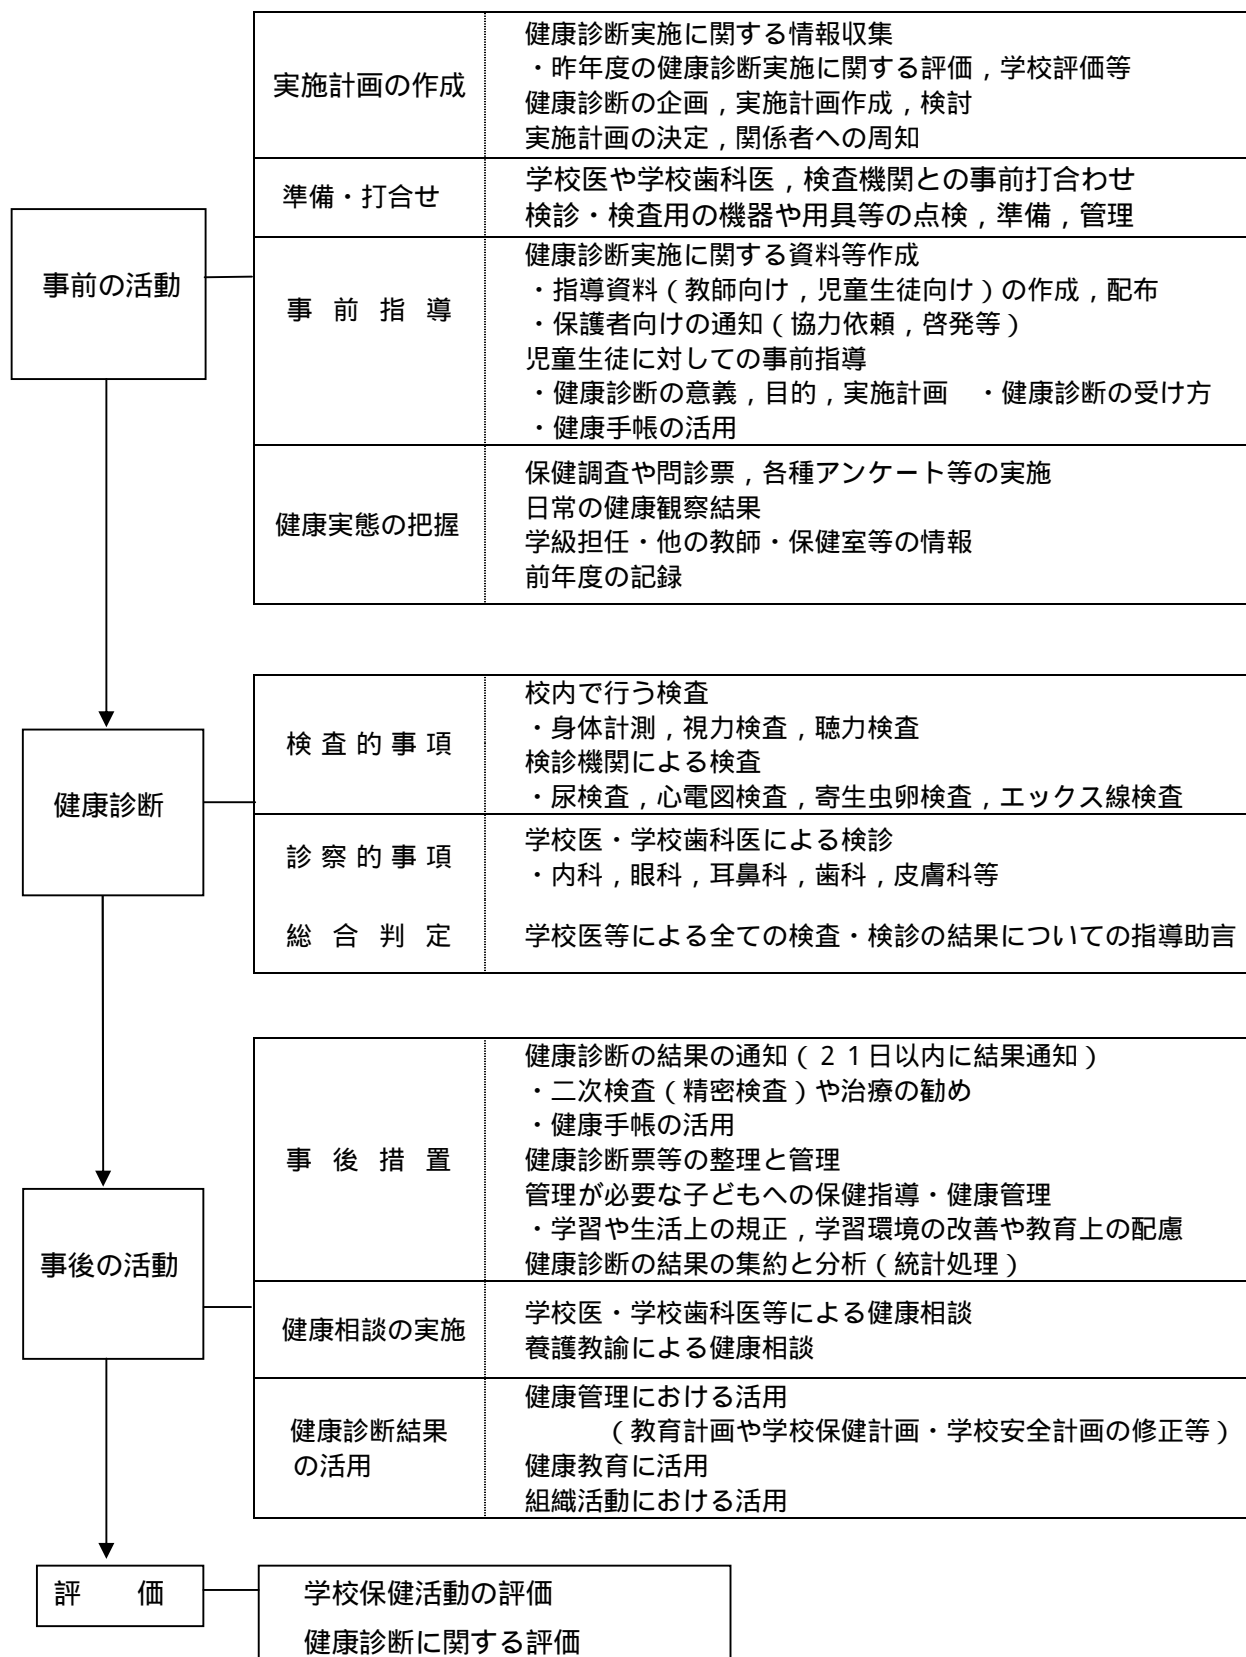 事前の活動
実施計画の作成
健康診断実施に関する情報収集
・昨年度の健康診断実施に関する評価，学校評価等
健康診断の企画，実施計画作成，検討
実施計画の決定，関係者への周知
準備・打合せ
学校医や学校歯科医，検査機関との事前打合わせ
検診・検査用の機器や用具等の点検，準備，管理
事前指導
健康診断実施に関する資料等作成
・指導資料（教師向け，児童生徒向け）の作成，配布
・保護者向けの通知（協力依頼，啓発等）
児童生徒に対しての事前指導
・健康診断の意義，目的，実施計画　・健康診断の受け方
・健康手帳の活用
健康実態の把握
保健調査や問診票，各種アンケート等の実施
日常の健康観察結果
学級担任・他の教師・保健室等の情報
前年度の記録
健康診断
検査的事項
校内で行う検査
・身体計測，視力検査，聴力検査
検診機関による検査
・尿検査，心電図検査，寄生虫卵検査，エックス線検査
診察的事項
学校医・学校歯科医による検診
・内科，眼科，耳鼻科，歯科，皮膚科等
総合判定
学校医等による全ての検査・検診の結果についての指導助言
事後の活動
事後措置
健康診断の結果の通知（２１日以内に結果通知）
・二次検査（精密検査）や治療の勧め
・健康手帳の活用
健康診断票等の整理と管理
管理が必要な子どもへの保健指導・健康管理
・学習や生活上の規正，学習環境の改善や教育上の配慮
健康診断の結果の集約と分析（統計処理）
健康相談の実施
学校医・学校歯科医等による健康相談
養護教諭による健康相談
健康診断結果
の活用
健康管理における活用
（教育計画や学校保健計画・学校安全計画の修正等）
健康教育に活用
組織活動における活用
評　価
学校保健活動の評価
健康診断に関する評価